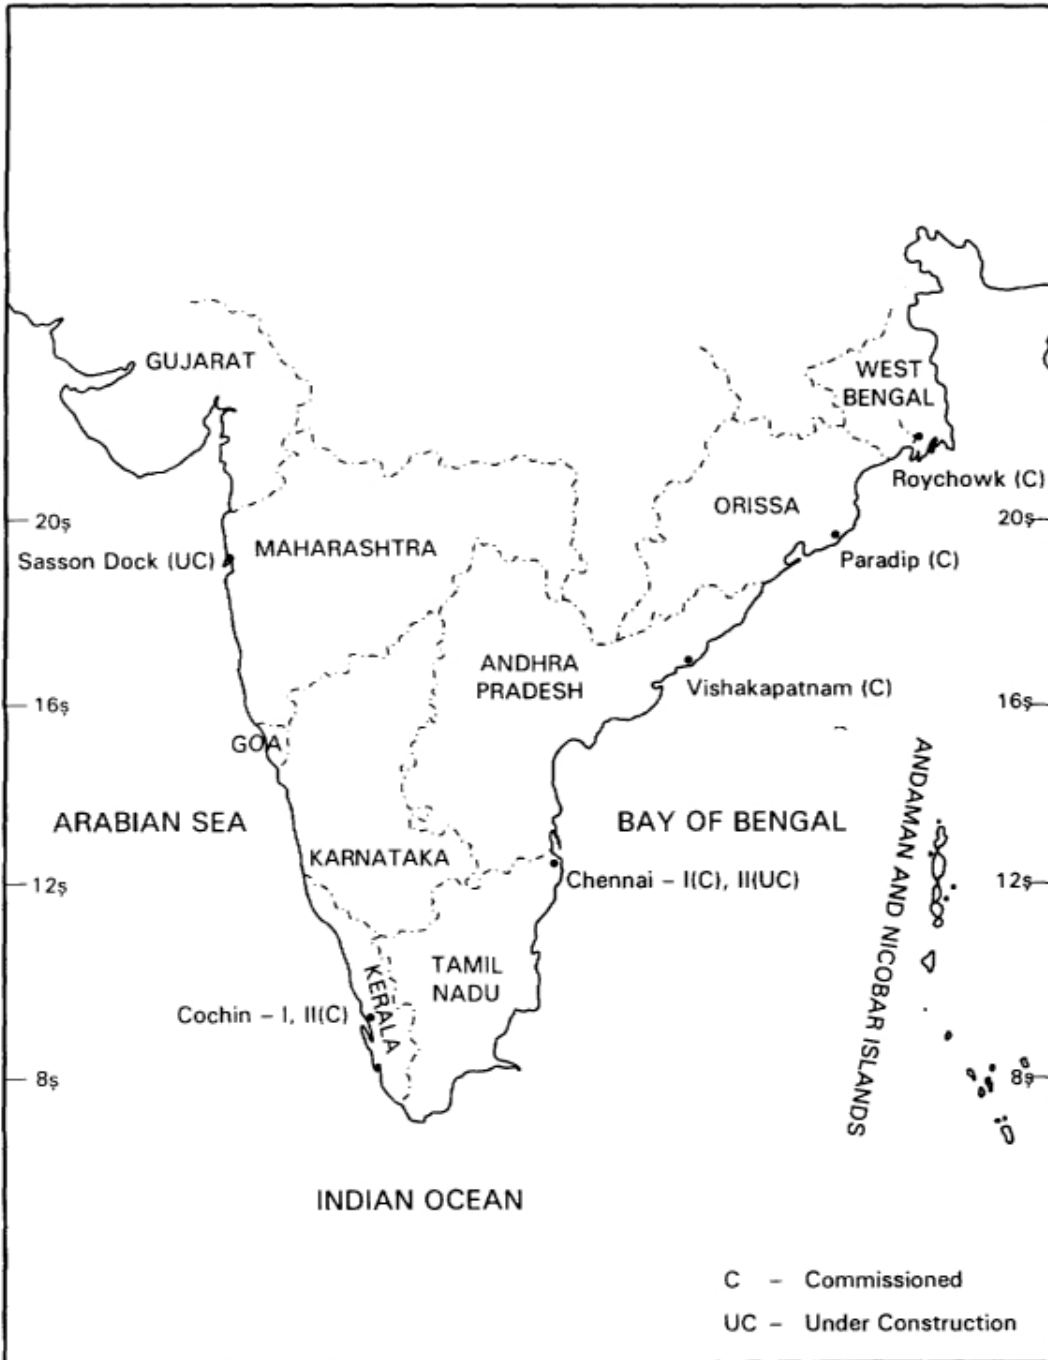 GUJARAT
WEST
BENGAL
Roychowk (C)
ORISSA
20ş
20ş
MAHARASHTRA
Sasson Dock (UC)
Paradip (C)
ANDHRA
PRADESH
Vishakapatnam (C)
16ş
16ş
GOA
ARABIAN SEA
BAY OF BENGAL
ANDAMAN AND NICOBAR ISLANDS
KARNATAKA
12ş
Chennai – I(C), II(UC)
12ş
KERALA
TAMIL
NADU
Cochin – I, II(C)
8ş
8ş
INDIAN OCEAN
C – Commissioned
UC – Under Construction